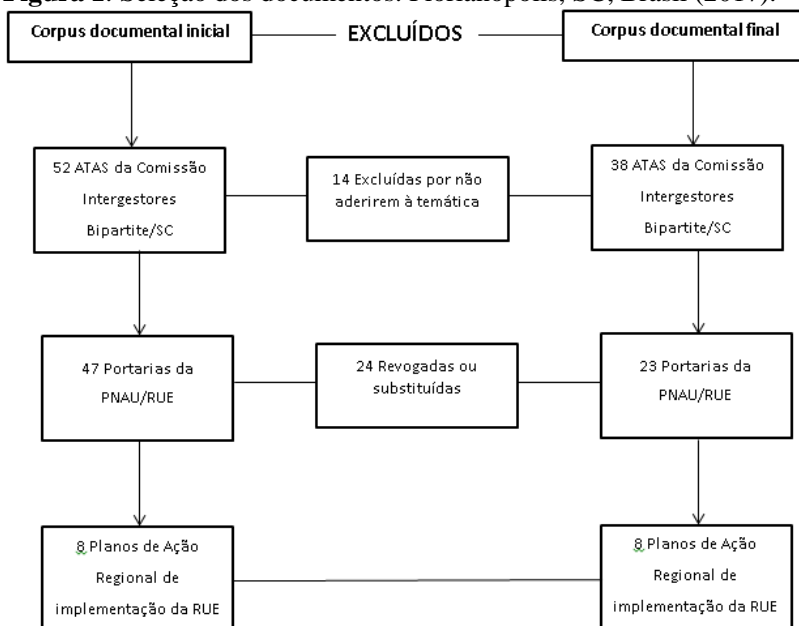 Figura 1. Seleção dos documentos. Florianópolis, SC, Brasil (2017).
Corpus documental inicial
EXCLUÍDOS
Corpus documental final
52 ATAS da Comissão
Intergestores
Bipartite/SC
14 Excluídas por não
aderirem à temática
38 ATAS da Comissão
Intergestores
Bipartite/SC
47 Portarias da
PNAU/RUE
24 Revogadas ou
substituídas
23 Portarias da
PNAU/RUE
8 Planos de Ação
Regional de
implementação da RUE
8 Planos de Ação
Regional de
implementação da RUE